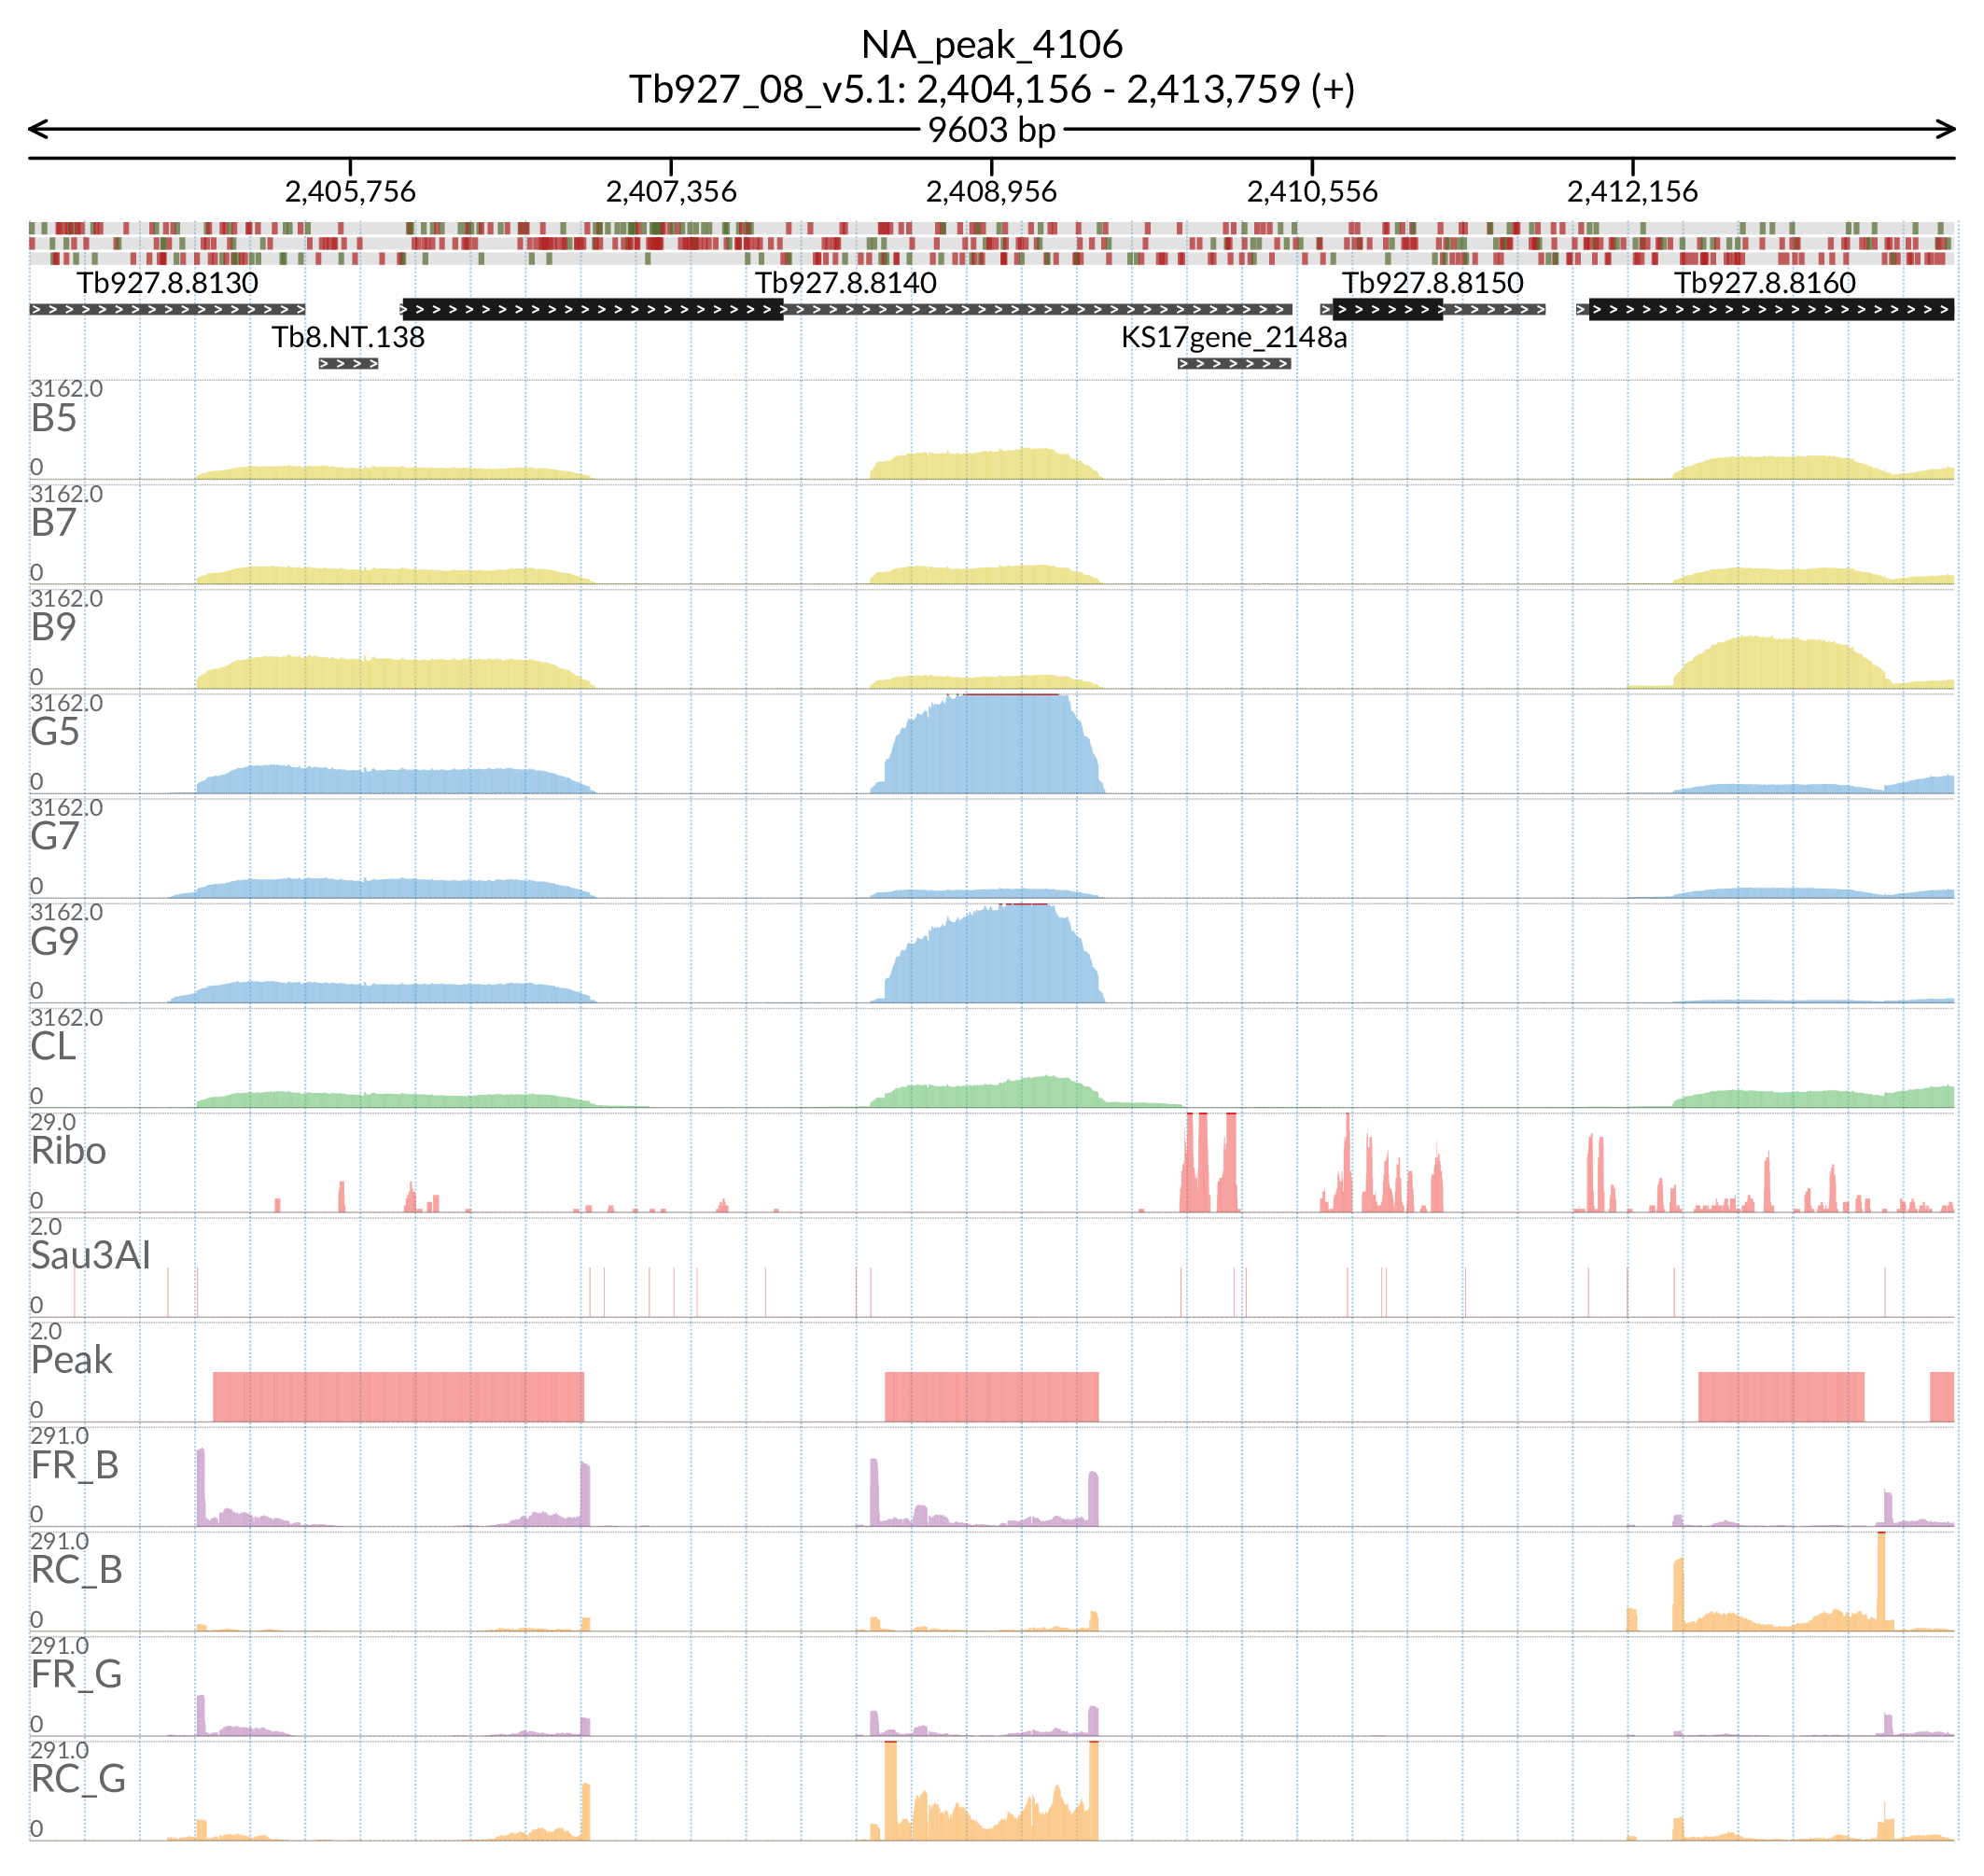 NA_peak_4106
Tb927_08_v5.1: 2,404,156 - 2,413,759 (+)
9603 bp
2,405,756 2,407,356 2,408,956 2,410,556 2,412,156
Tb927.8.8130 Tb927.8.8140 Tb927.8.8150 Tb927.8.8160
Tb8.NT.138 KS17gene_2148a
3162.0
B5
0
3162.0
B7
0
3162.0
B9
0
3162.0
G5
0
3162.0
G7
0
3162.0
G9
0
3162.0
CL
0
29.0
Ribo
0
2.0
Sau3AI
0
2.0
Peak
0
291.0
FR_B
0
291.0
RC_B
0
291.0
FR_G
0
291.0
RC_G
0